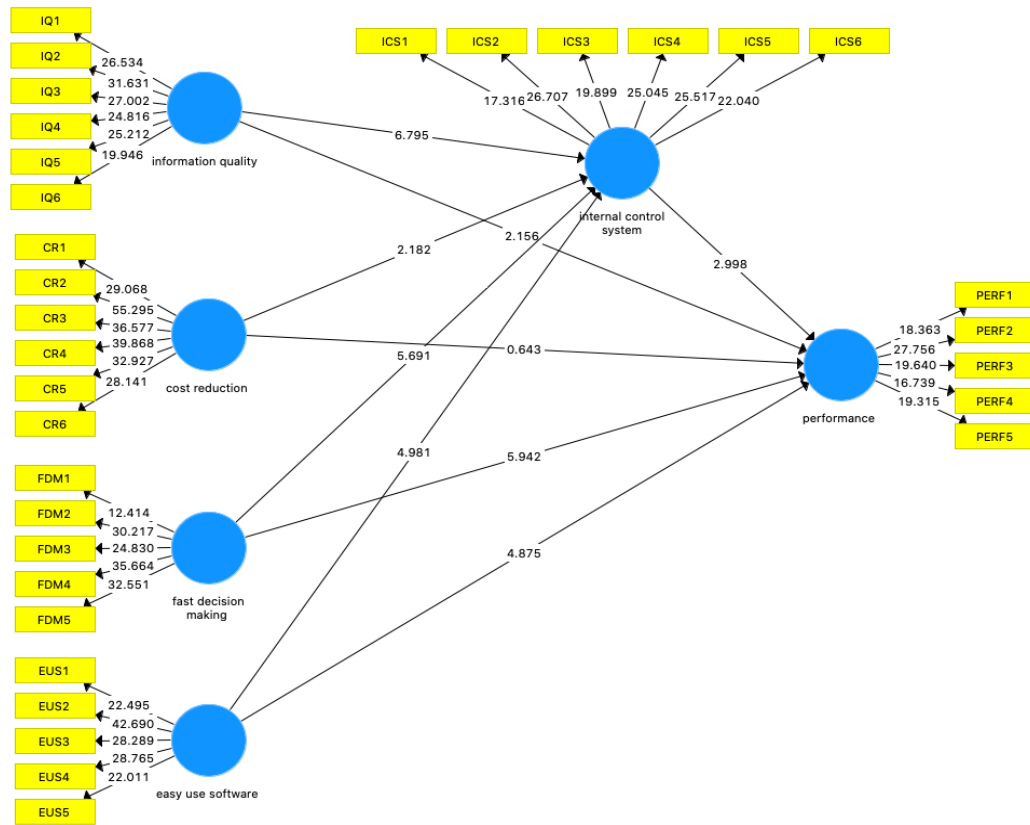 IQ1
IQ2
IQ3
IQ4
IQ5
IQ6
26.534
31.631
27.002
24.816
25.212
19.946
information quality
ICS1
ICS2
ICS3
ICS4
ICS5
ICS6
17.316
26.707
19.899
25.045
25.517
22.040
internal control
system
6.795
2.156
2.182
2.998
CR1
CR2
CR3
CR4
CR5
CR6
29.068
55.295
36.577
39.868
32.927
28.141
cost reduction
0.643
5.691
4.981
5.942
4.875
PERF1
PERF2
PERF3
PERF4
PERF5
18.363
27.756
19.640
16.739
19.315
performance
FDM1
FDM2
FDM3
FDM4
FDM5
12.414
30.217
24.830
35.664
32.551
fast decision
making
EUS1
EUS2
EUS3
EUS4
EUS5
22.495
42.690
28.289
28.765
22.011
easy use software